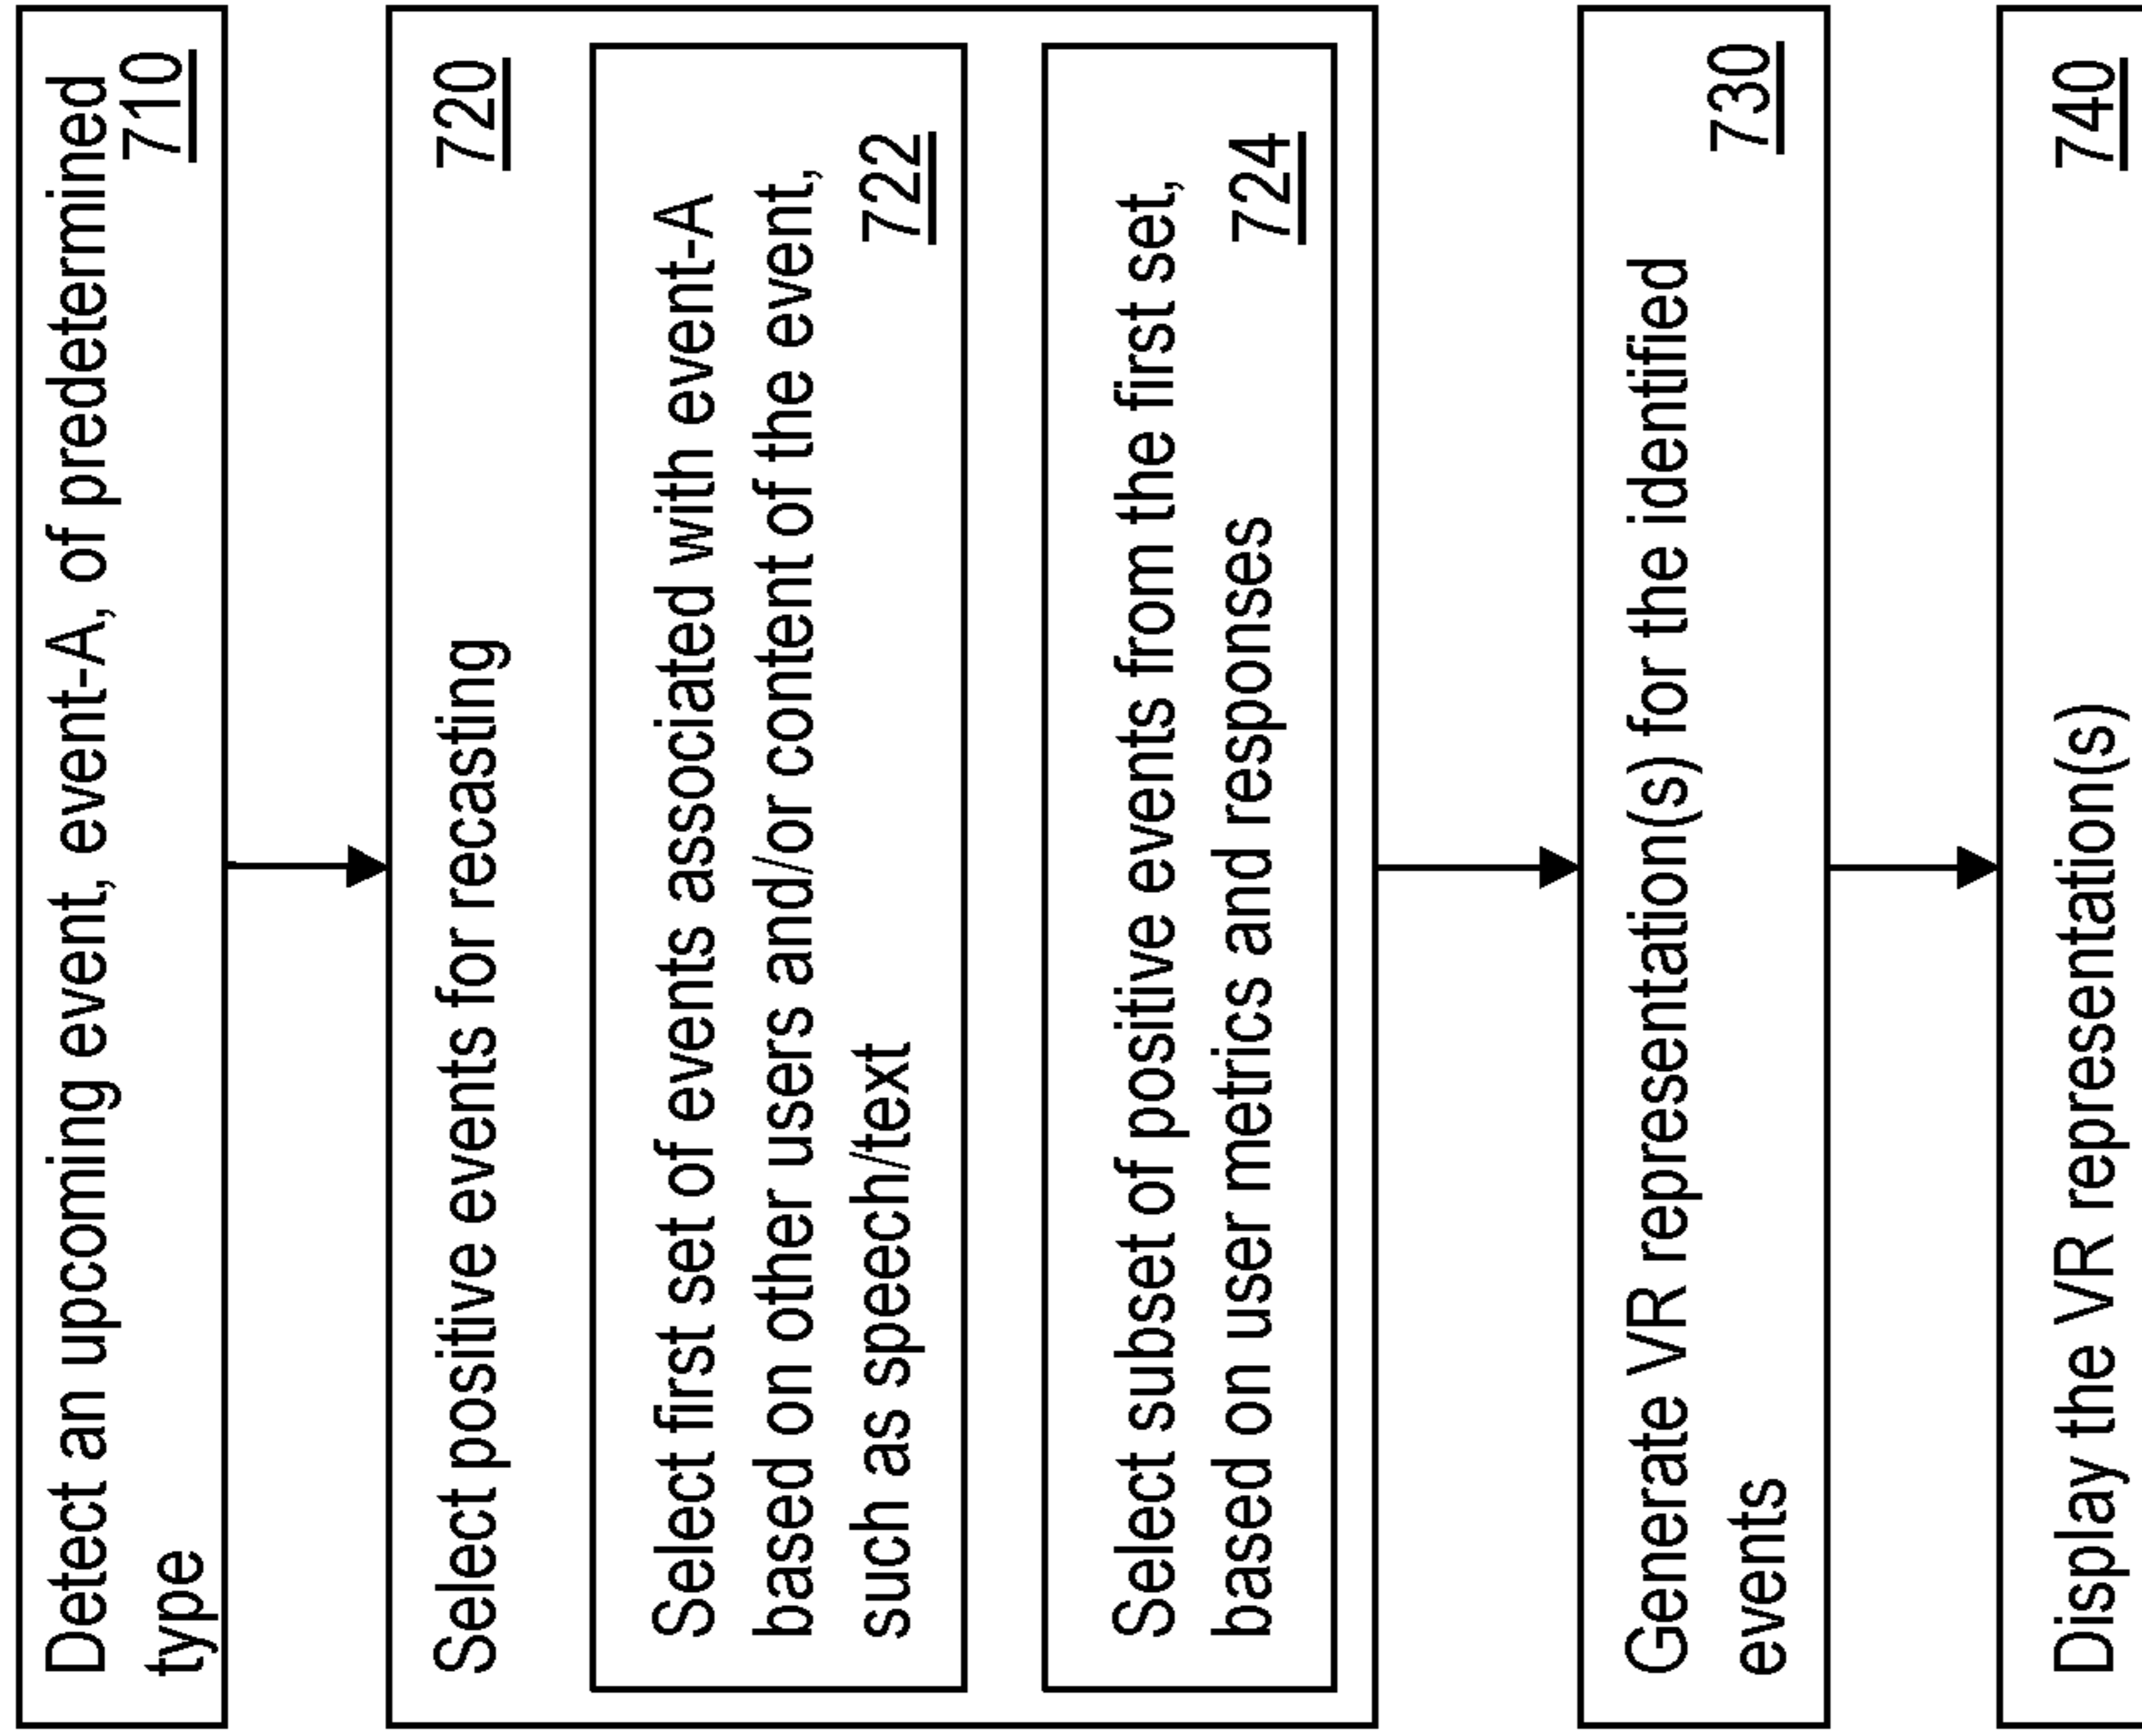 Detect an upcoming event, event-A, of predetermined
type
710
Select positive events for recasting
720
Select first set of events associated with event-A
based on other users and/or content of the event,
such as speech/text
722
Select subset of positive events from the first set,
based on user metrics and responses
724
Generate VR representation(s) for the identified
events
730
Display the VR representation(s)
740